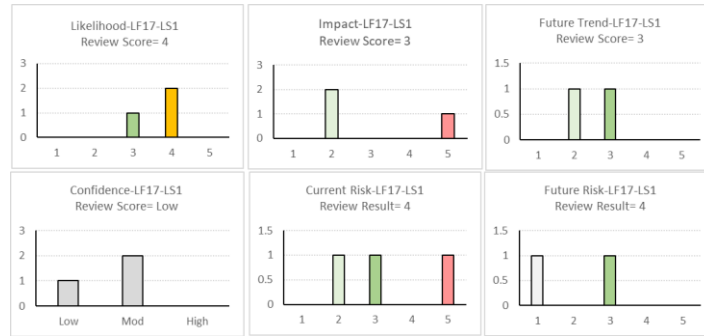 Likelihood-LF17-LS1
Review Score= 4
3
2
1
0
1 2 3 4 5
Impact-LF17-LS1
Review Score= 3
3
2
1
0
1 2 3 4 5
Future Trend-LF17-LS1
Review Score= 3
1.5
1
0.5
0
1 2 3 4 5
Confidence-LF17-LS1
Review Score= Low
3
2
1
0
Low Mod High
Current Risk-LF17-LS1
Review Result= 4
1.5
1
0.5
0
1 2 3 4 5
Future Risk-LF17-LS1
Review Result= 4
1.5
1
0.5
0
1 2 3 4 5